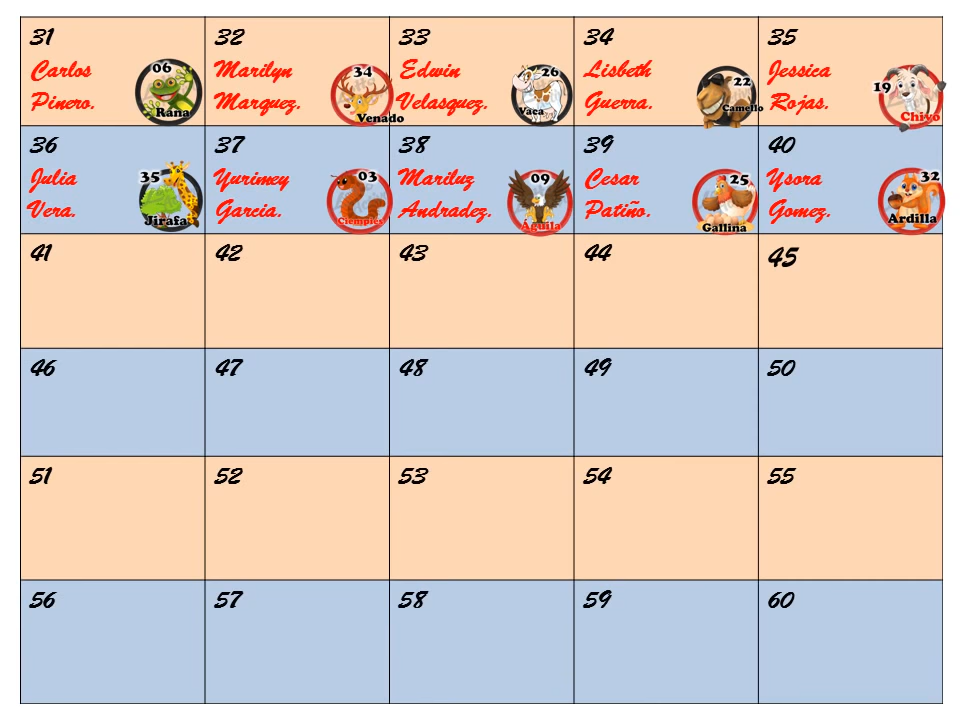 31
Carlos
Pinero.
06
Rana
32
Marilyn
Marquez.
34
Venado
33
Edwin
Velasquez.
26
Vaca
34
Lisbeth
Guerra.
22
Camello
35
Jessica
Rojas.
19
Chivo
36
Julia
Vera.
35
Jirafa
37
Yurimey
Garcia.
03
Ciempies
38
Mariluz
Andradez.
09
Águila
39
Cesar
Patiño.
25
Gallina
40
Ysora
Gomez.
32
Ardilla
41
42
43
44
45
46
47
48
49
50
51
52
53
54
55
56
57
58
59
60